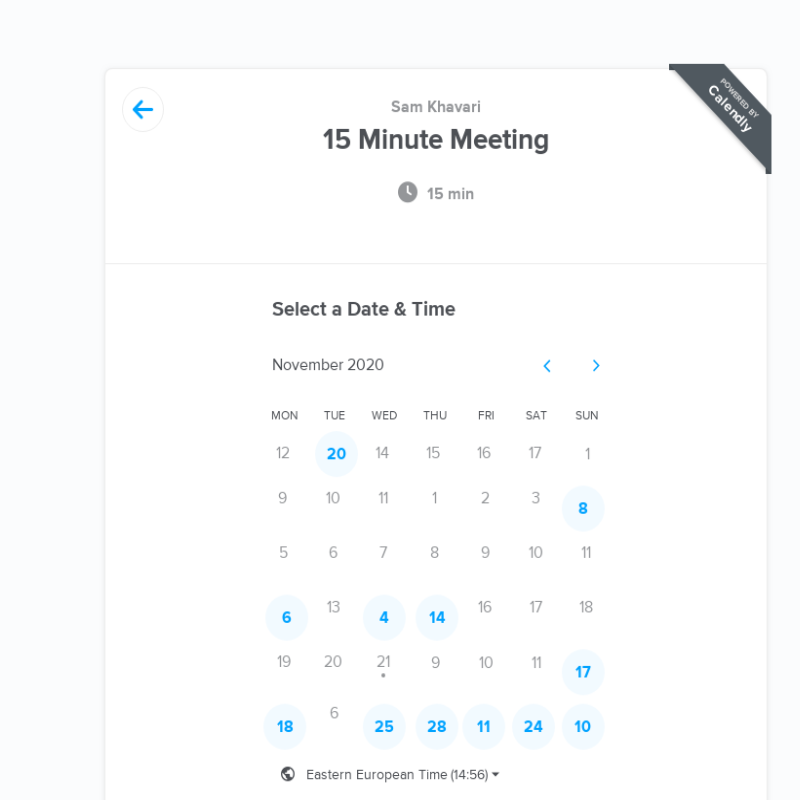 POWERED BY
Calendly
Sam Khavari
15 Minute Meeting
15 min
Select a Date & Time
November 2020
MON TUE WED THU FRI SAT SUN
12 20 14 15 16 17 1
9 10 11 1 2 3 8
5 6 7 8 9 10 11
6 13 4 14 16 17 18
19 20 21 9 10 11 17
18 6 25 28 11 24 10
Eastern European Time (14:56)